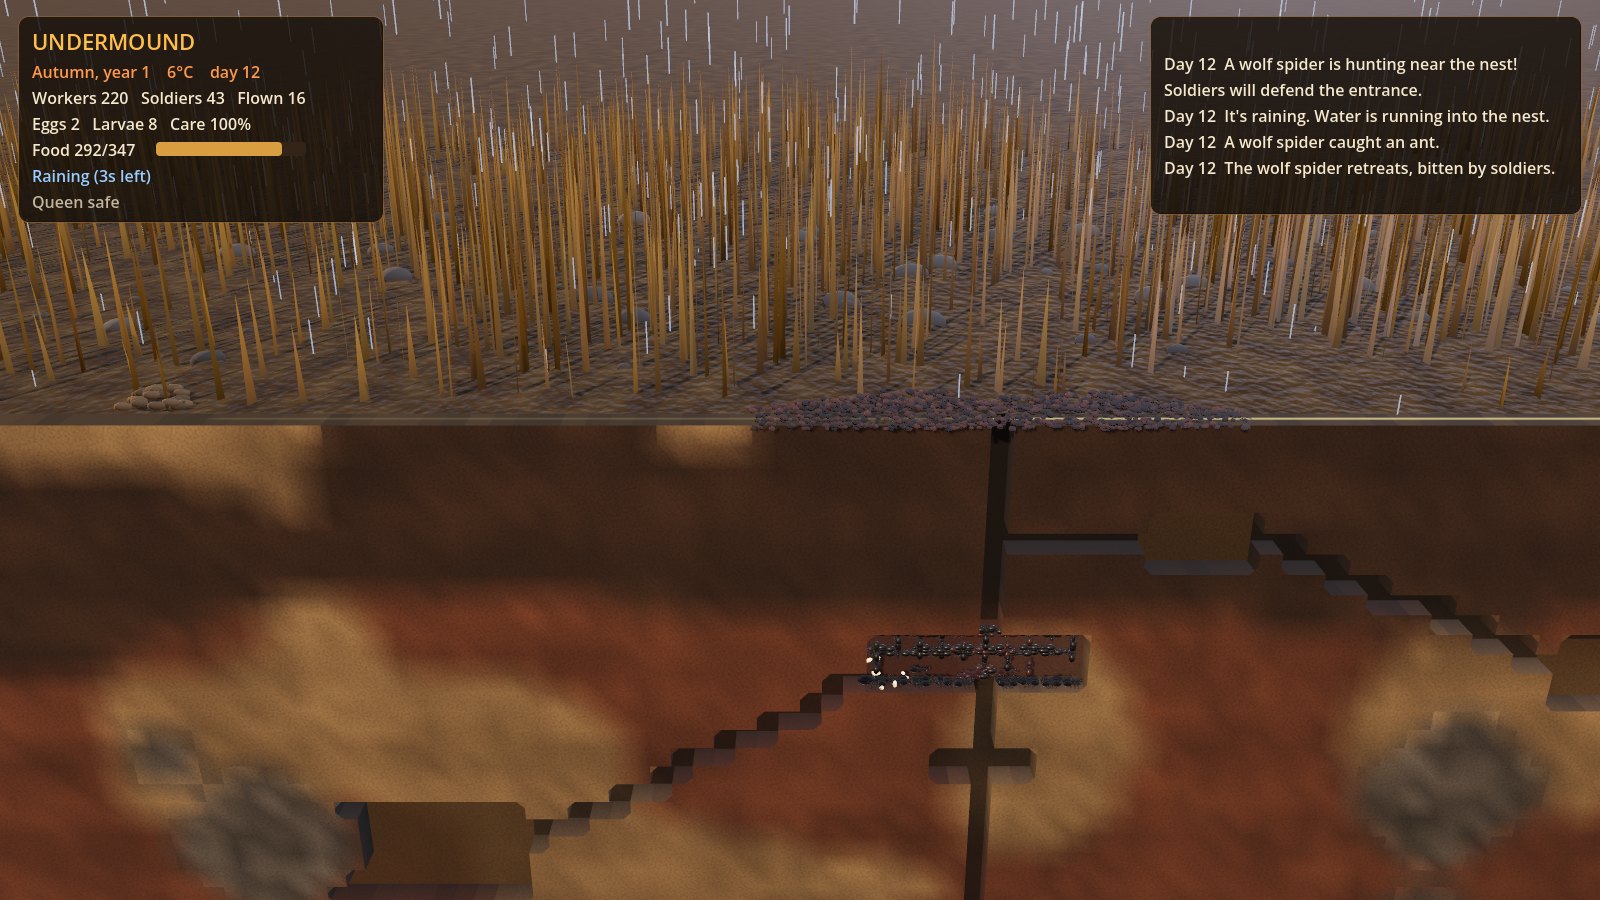 UNDERMOUND
Autumn, year 1 6°C day 12
Workers 220 Soldiers 43 Flown 16
Eggs 2 Larvae 8 Care 100%
Food 292/347
Raining (3s left)
Queen safe
Day 12 A wolf spider is hunting near the nest!
Soldiers will defend the entrance.
Day 12 It's raining. Water is running into the nest.
Day 12 A wolf spider caught an ant.
Day 12 The wolf spider retreats, bitten by soldiers.